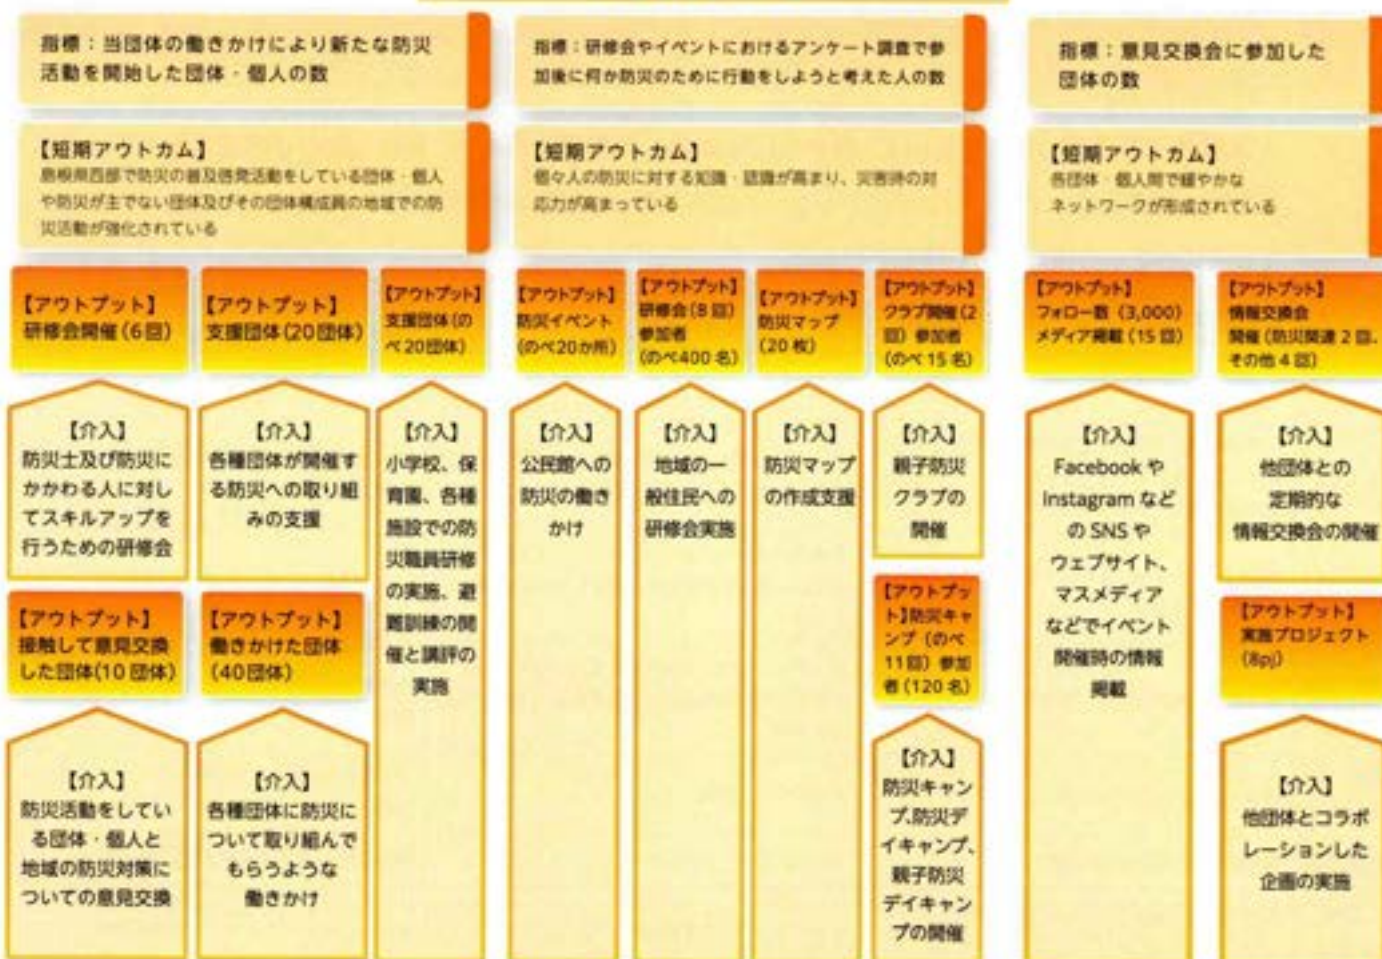 指標：当団体の働きかけにより新たな防災
活動を開始した団体・個人の数
指標：研修会やイベントにおけるアンケート調査で参
加後に何か防災のために行動をしようと考えた人の数
指標：意見交換会に参加した
団体の数
【短期アウトカム】
島根県西部で防災の普及啓発活動をしている団体・個人
や防災が主でない団体及びその団体構成員の地域での防
災活動が強化されている
【短期アウトカム】
個々人の防災に対する知識・認識が高まり、災害時の対
応力が高まっている
【短期アウトカム】
各団体・個人間で緩やかな
ネットワークが形成されている
【アウトプット】
研修会開催(6回)
【アウトプット】
支援団体(20団体)
【アウトプット】
支援団体(の
べ20団体)
【アウトプット】
防災イベント
(のべ20か所)
【アウトプット】
研修会(8回)
参加者
(のべ400名)
【アウトプット】
防災マップ
(20枚)
【アウトプット】
クラブ開催(2
回) 参加者
(のべ15名)
【アウトプット】
フォロー数 (3,000)
メディア掲載(15回)
【アウトプット】
情報交換会
開催(防災関連2回、
その他4回)
【介入】
防災士及び防災に
かかわる人に対し
てスキルアップを
行うための研修会
【介入】
各種団体が開催す
る防災への取り組
みの支援
【介入】
小学校、保
育園、各種
施設での防
災職員研修
の実施、避
難訓練の開
催と講評の
実施
【介入】
公民館への
防災の働き
かけ
【介入】
地域の一
般住民への
研修会実施
【介入】
防災マップ
の作成支援
【介入】
親子防災
クラブの
開催
【介入】
Facebook や
Instagram など
の SNS や
ウェブサイト、
マスメディア
などでイベント
開催時の情報
掲載
【介入】
他団体との
定期的な
情報交換会の開催
【アウトプット】
接触して意見交換
した団体(10団体)
【アウトプット】
働きかけた団体
(40団体)
【アウトプッ
ト】防災キャ
ンプ (のべ
11回) 参加
者(120名)
【アウトプット】
実施プロジェクト
(8pj)
【介入】
防災活動をしてい
る団体・個人と
地域の防災対策に
ついての意見交換
【介入】
各種団体に防災に
ついて取り組んで
もらうような
働きかけ
【介入】
防災キャン
プ、防災デ
イキャンプ、
親子防災
デイキャン
プの開催
【介入】
他団体とコラボ
レーションした
企画の実施